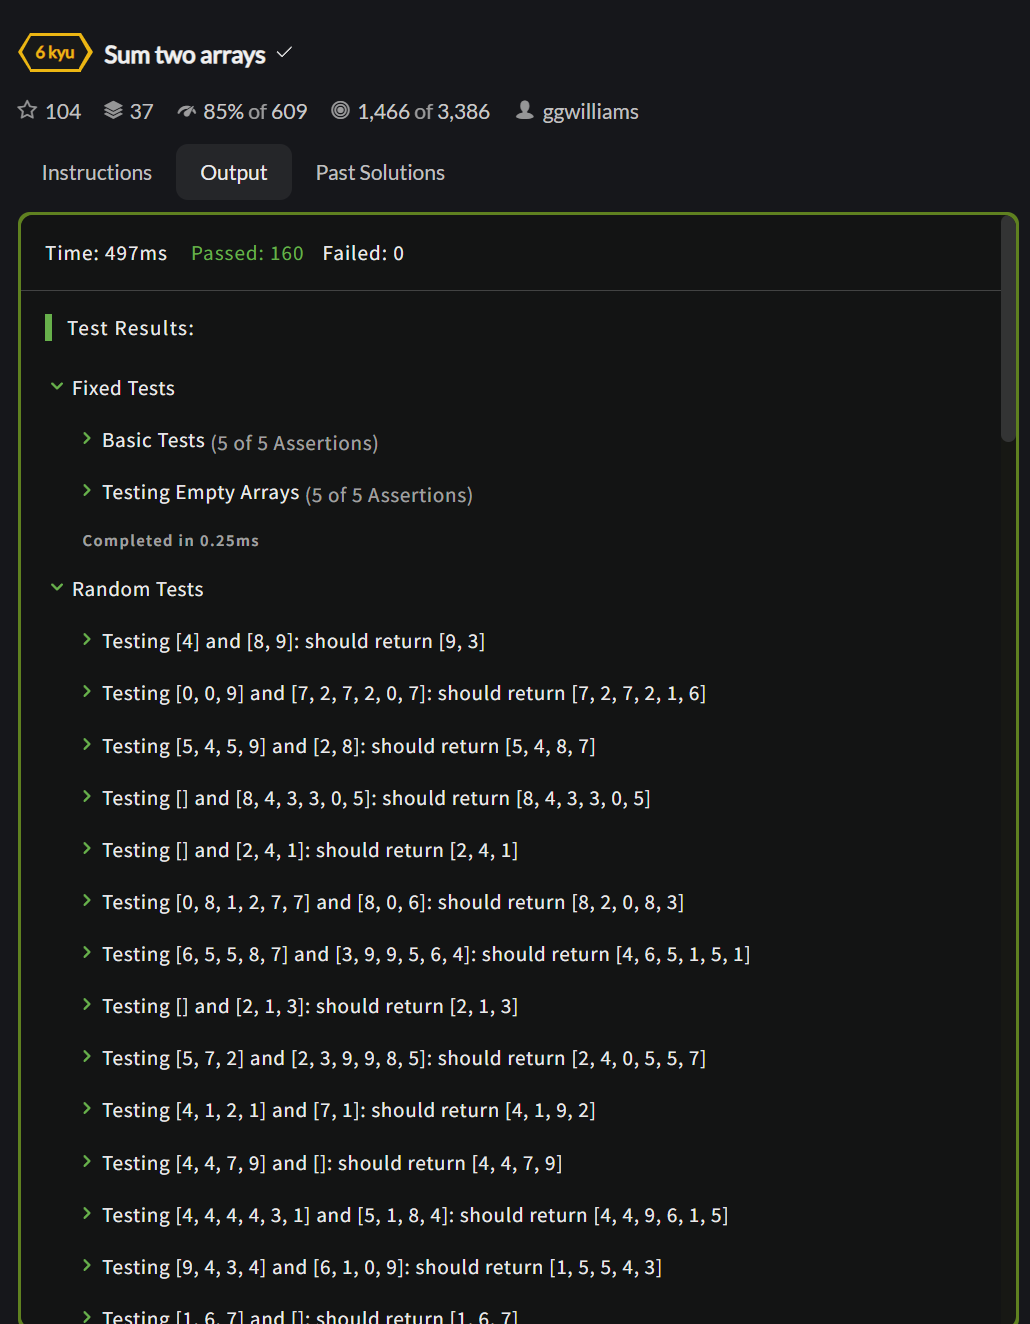 6 kyu Sum two arrays
104 37 85% of 609 1,466 of 3,386 ggwilliams
Instructions Output Past Solutions
Time: 497ms Passed: 160 Failed: 0
Test Results:
Fixed Tests
Basic Tests (5 of 5 Assertions)
Testing Empty Arrays (5 of 5 Assertions)
Completed in 0.25ms
Random Tests
Testing [4] and [8, 9]: should return [9, 3]
Testing [0, 0, 9] and [7, 2, 7, 2, 0, 7]: should return [7, 2, 7, 2, 1, 6]
Testing [5, 4, 5, 9] and [2, 8]: should return [5, 4, 8, 7]
Testing [] and [8, 4, 3, 3, 0, 5]: should return [8, 4, 3, 3, 0, 5]
Testing [] and [2, 4, 1]: should return [2, 4, 1]
Testing [0, 8, 1, 2, 7, 7] and [8, 0, 6]: should return [8, 2, 0, 8, 3]
Testing [6, 5, 5, 8, 7] and [3, 9, 9, 5, 6, 4]: should return [4, 6, 5, 1, 5, 1]
Testing [] and [2, 1, 3]: should return [2, 1, 3]
Testing [5, 7, 2] and [2, 3, 9, 9, 8, 5]: should return [2, 4, 0, 5, 5, 7]
Testing [4, 1, 2, 1] and [7, 1]: should return [4, 1, 9, 2]
Testing [4, 4, 7, 9] and []: should return [4, 4, 7, 9]
Testing [4, 4, 4, 4, 3, 1] and [5, 1, 8, 4]: should return [4, 4, 9, 6, 1, 5]
Testing [9, 4, 3, 4] and [6, 1, 0, 9]: should return [1, 5, 5, 4, 3]
Testing [1, 6, 7] and []: should return [1, 6, 7]